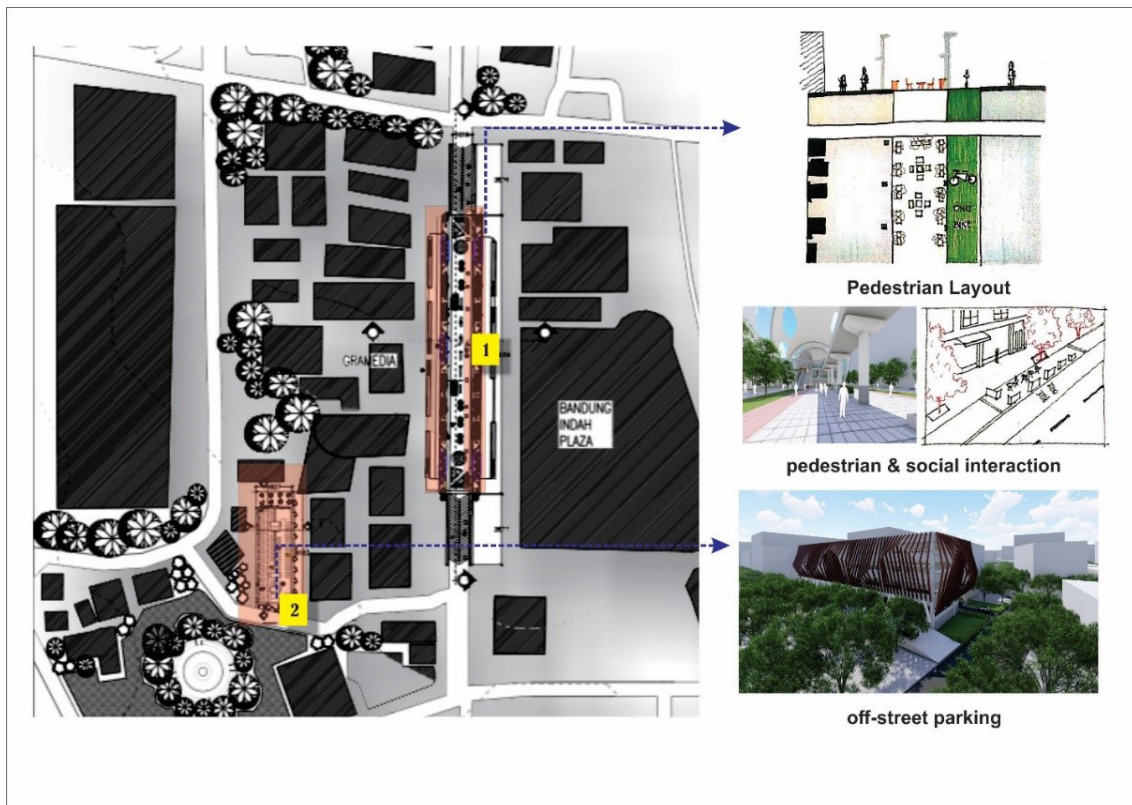 GRAMEDIA
1
BANDUNG
INDAH
PLAZA
2
Pedestrian Layout
pedestrian & social interaction
off-street parking